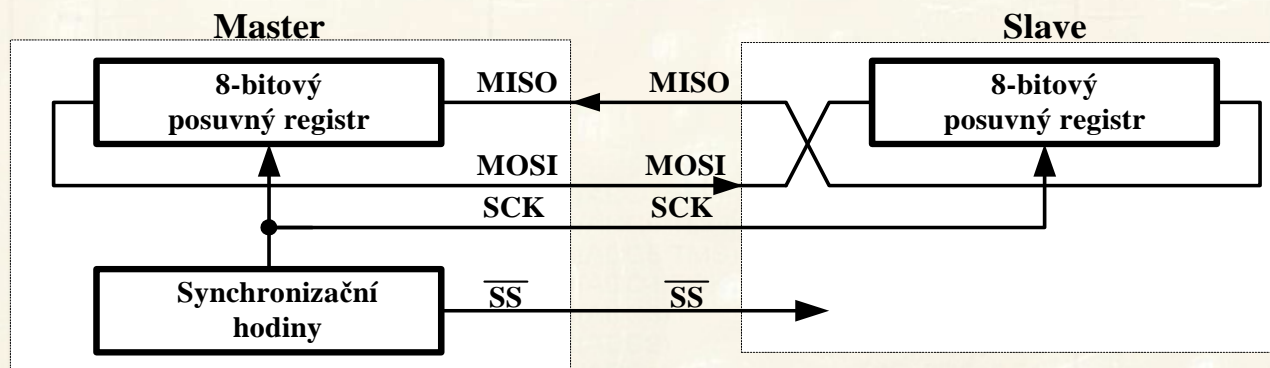 Master
Slave
8-bitový
posuvný registr
MISO
MISO
8-bitový
posuvný registr
MOSI
MOSI
SCK
SCK
Synchronizační
hodiny
SS
SS